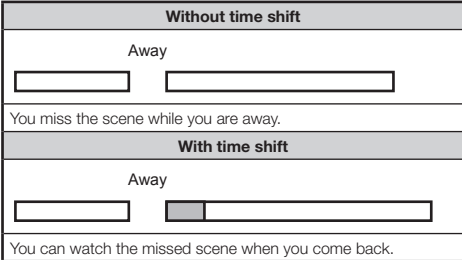 Without time shift
Away
You miss the scene while you are away.
With time shift
Away
You can watch the missed scene when you come back.